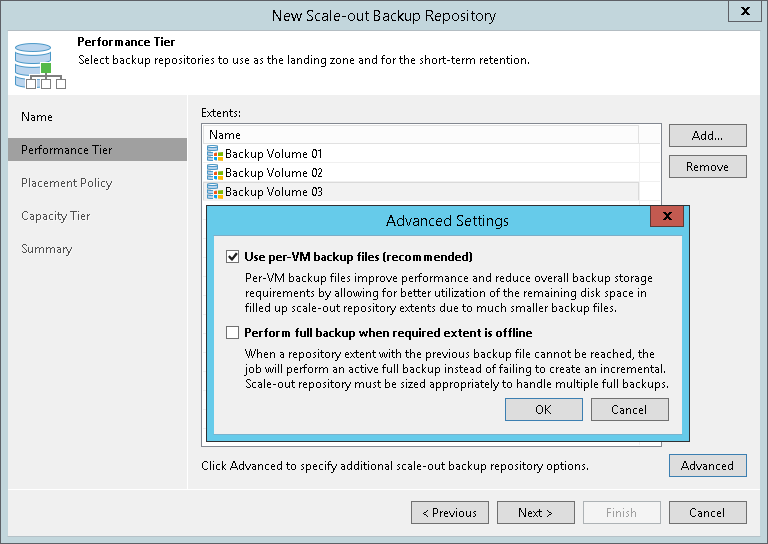 New Scale-out Backup Repository
x
Performance Tier
Select backup repositories to use as the landing zone and for the short-term retention.
Name
Performance Tier
Placement Policy
Capacity Tier
Summary
Extents:
Name
Backup Volume 01
Backup Volume 02
Backup Volume 03
Add...
Remove
Advanced Settings
x
Use per-VM backup files (recommended)
Per-VM backup files improve performance and reduce overall backup storage
requirements by allowing for better utilization of the remaining disk space in
filled up scale-out repository extents due to much smaller backup files.
Perform full backup when required extent is offline
When a repository extent with the previous backup file cannot be reached, the
job will perform an active full backup instead of failing to create an incremental.
Scale-out repository must be sized appropriately to handle multiple full backups.
OK
Cancel
Click Advanced to specify additional scale-out backup repository options.
Advanced
< Previous
Next >
Finish
Cancel